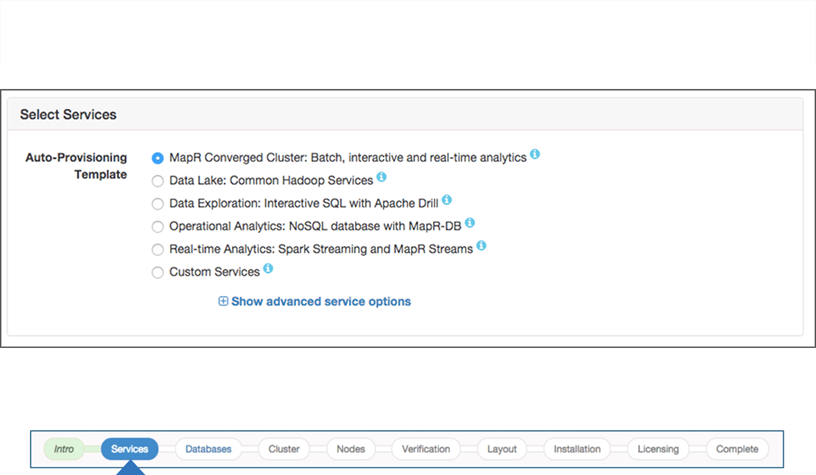 Select Services
Auto-Provisioning
Template
MapR Converged Cluster: Batch, interactive and real-time analytics
Data Lake: Common Hadoop Services
Data Exploration: Interactive SQL with Apache Drill
Operational Analytics: NoSQL database with MapR-DB
Real-time Analytics: Spark Streaming and MapR Streams
Custom Services
Show advanced service options
Intro Services Databases Cluster Nodes Verification Layout Installation Licensing Complete